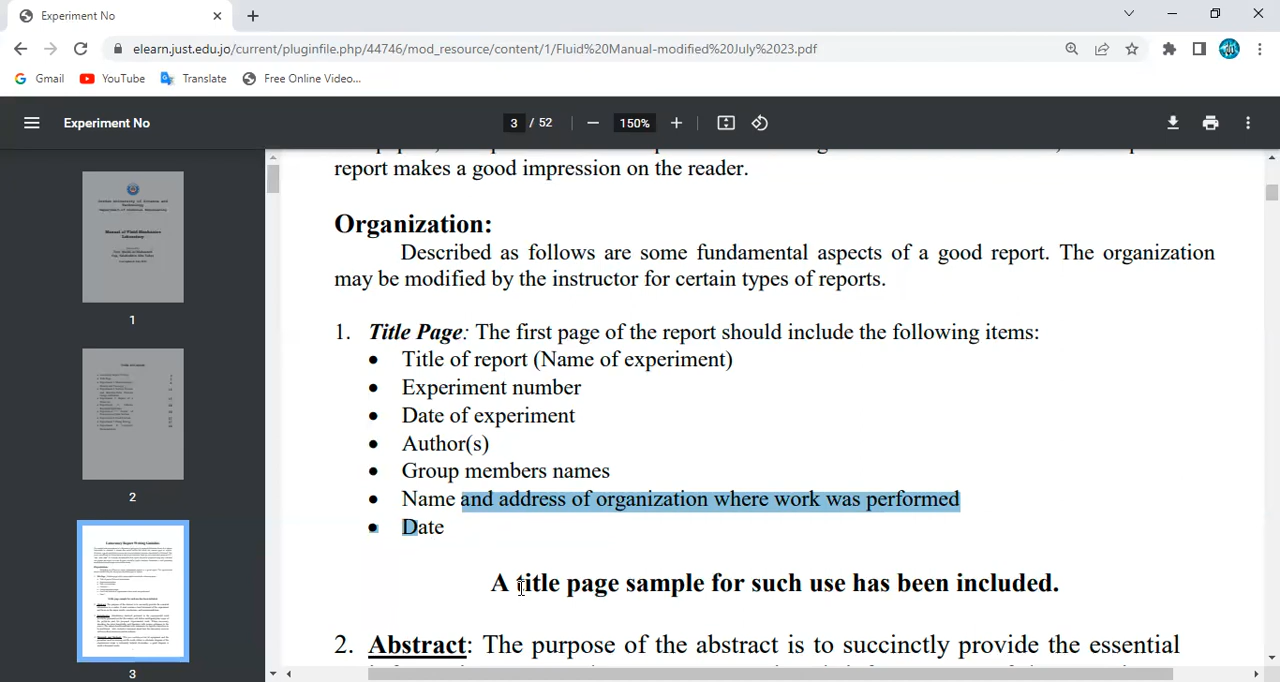 Experiment No
elearn.just.edu.jo/current/pluginfile.php/44746/mod_resource/content/1/Fluid%20Manual-modified%20July%202023.pdf
Gmail YouTube Translate Free Online Video...
Experiment No 3 / 52 150%
report makes a good impression on the reader.
Organization:
Described as follows are some fundamental aspects of a good report. The organization
may be modified by the instructor for certain types of reports.
1. Title Page: The first page of the report should include the following items:
• Title of report (Name of experiment)
• Experiment number
• Date of experiment
• Author(s)
• Group members names
• Name and address of organization where work was performed
• Date
A title page sample for such use has been included.
2. Abstract: The purpose of the abstract is to succinctly provide the essential
1
2
3